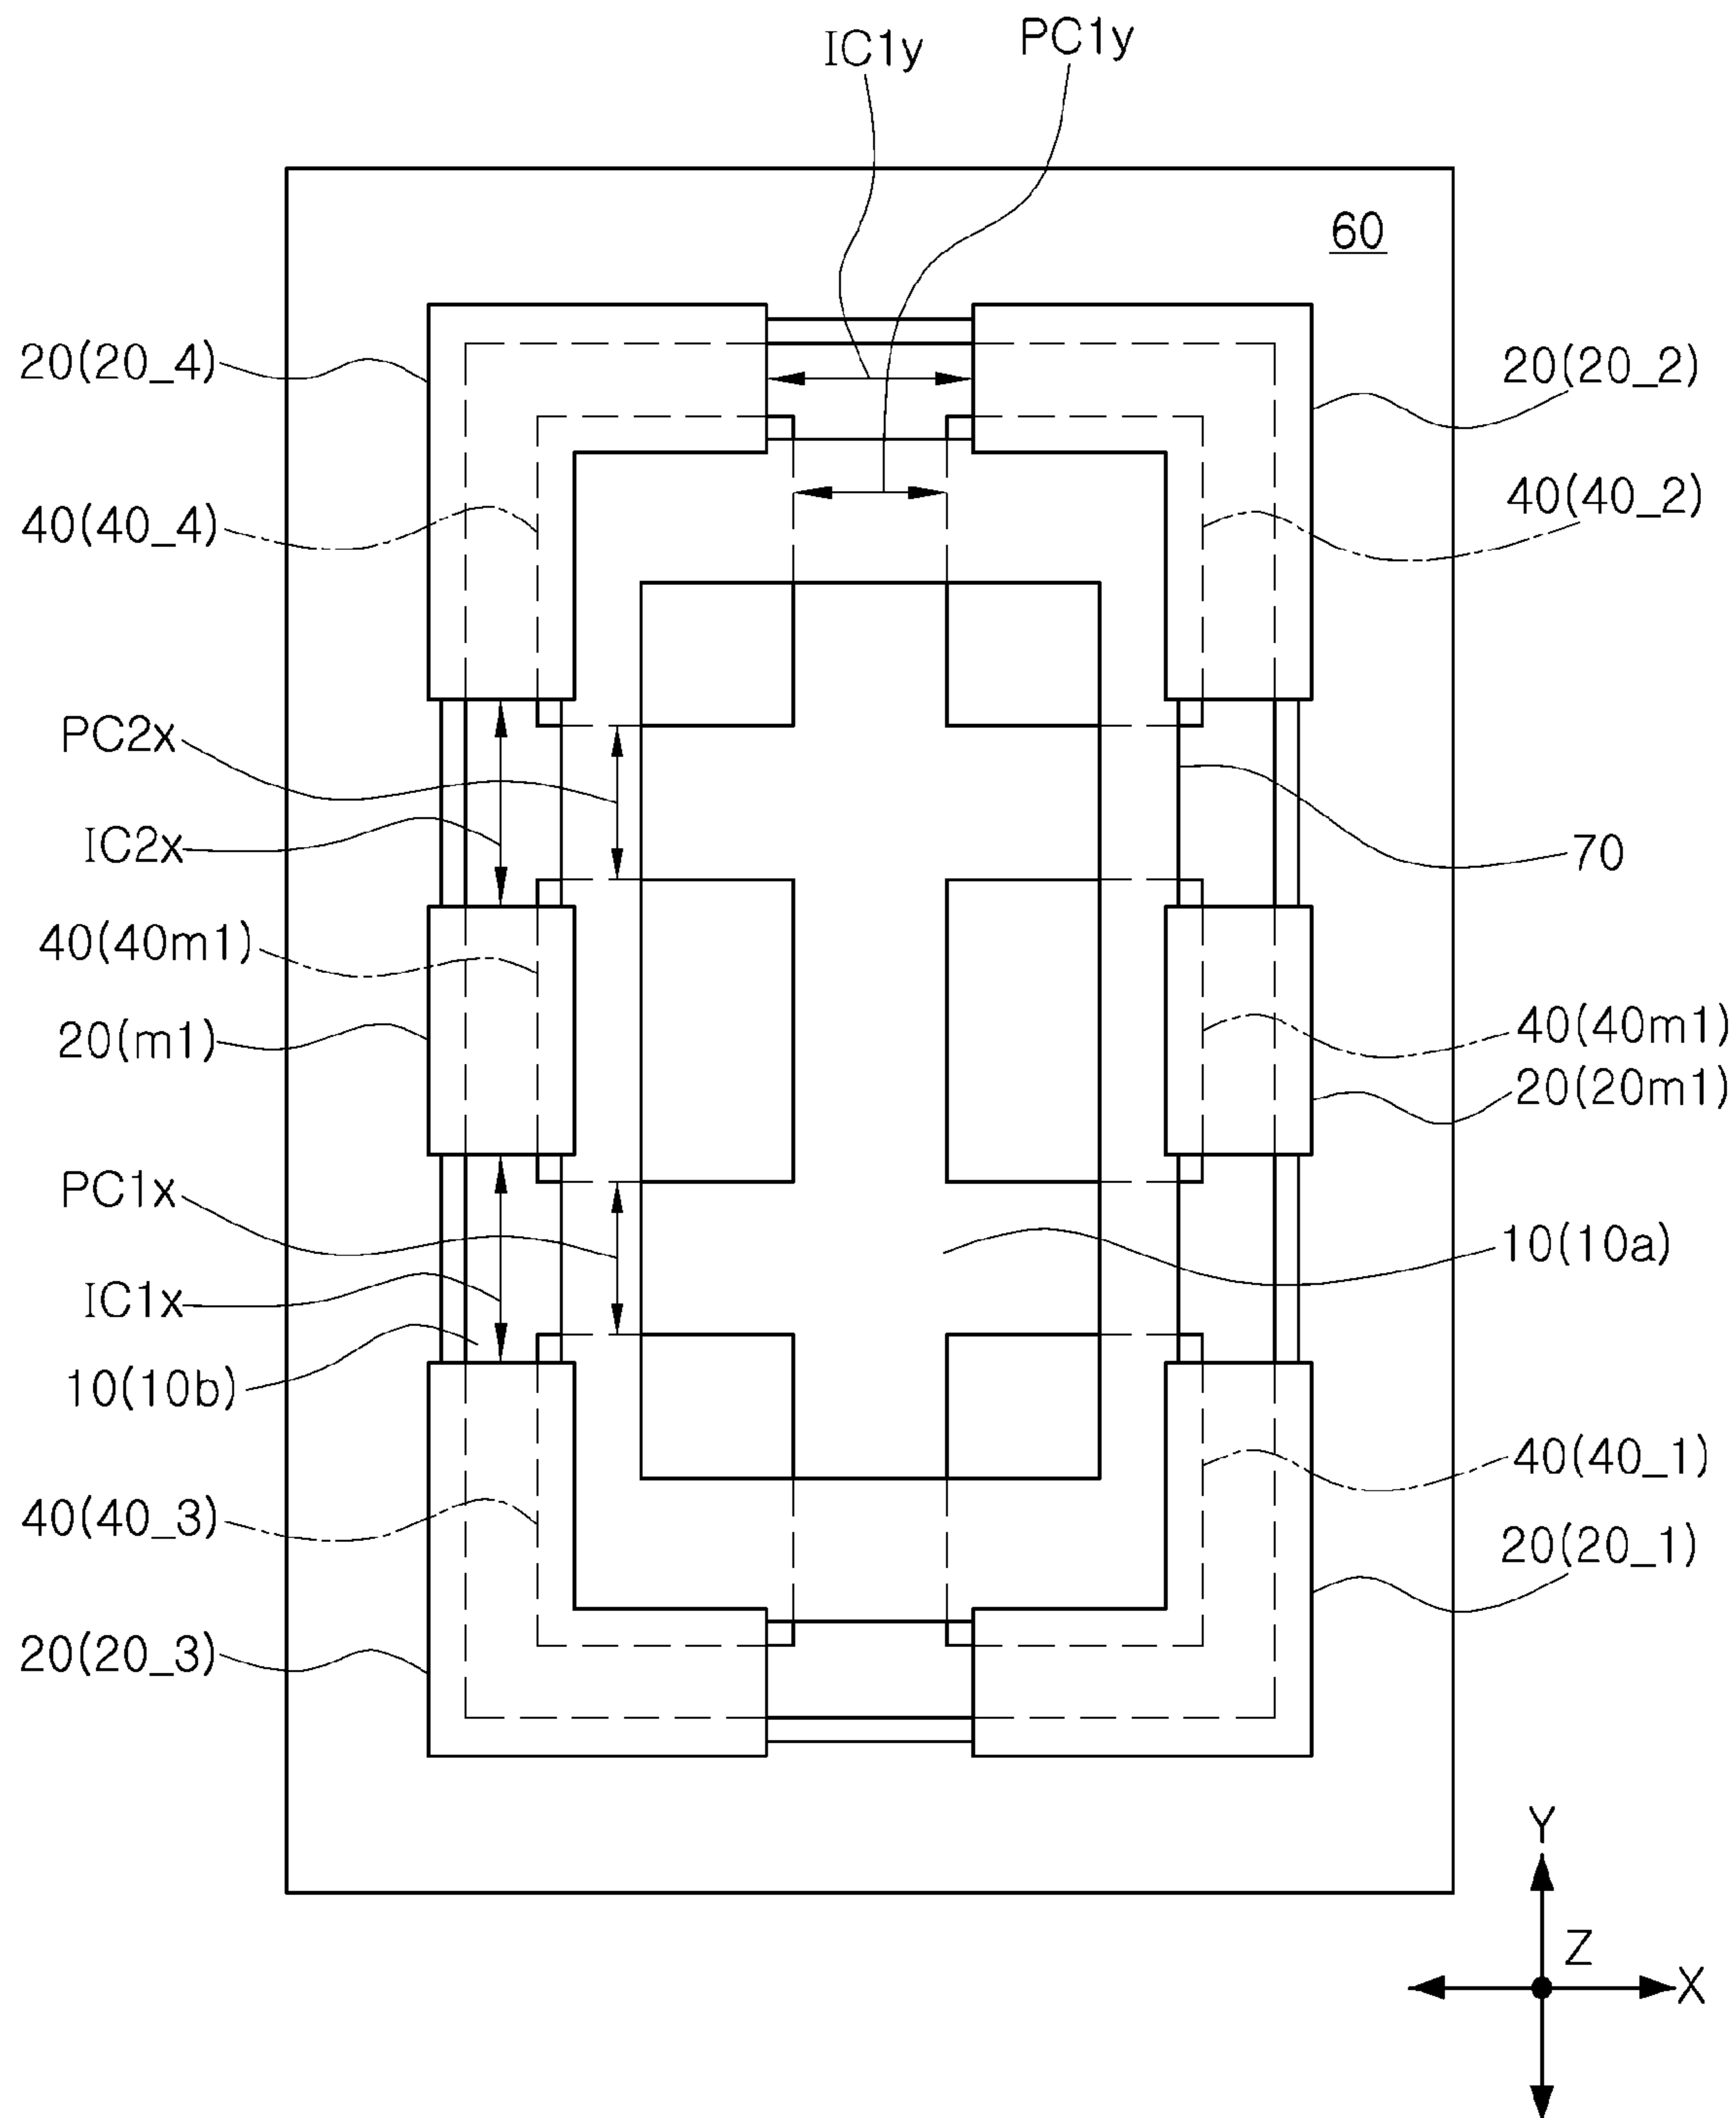 IC1y
PC1y
60
20(20_4)
20(20_2)
40(40_4)
40(40_2)
PC2x
IC2x
70
40(40m1)
20(m1)
40(40m1)
20(20m1)
PC1x
10(10a)
IC1x
10(10b)
40(40_1)
40(40_3)
20(20_1)
20(20_3)
Y
Z
X